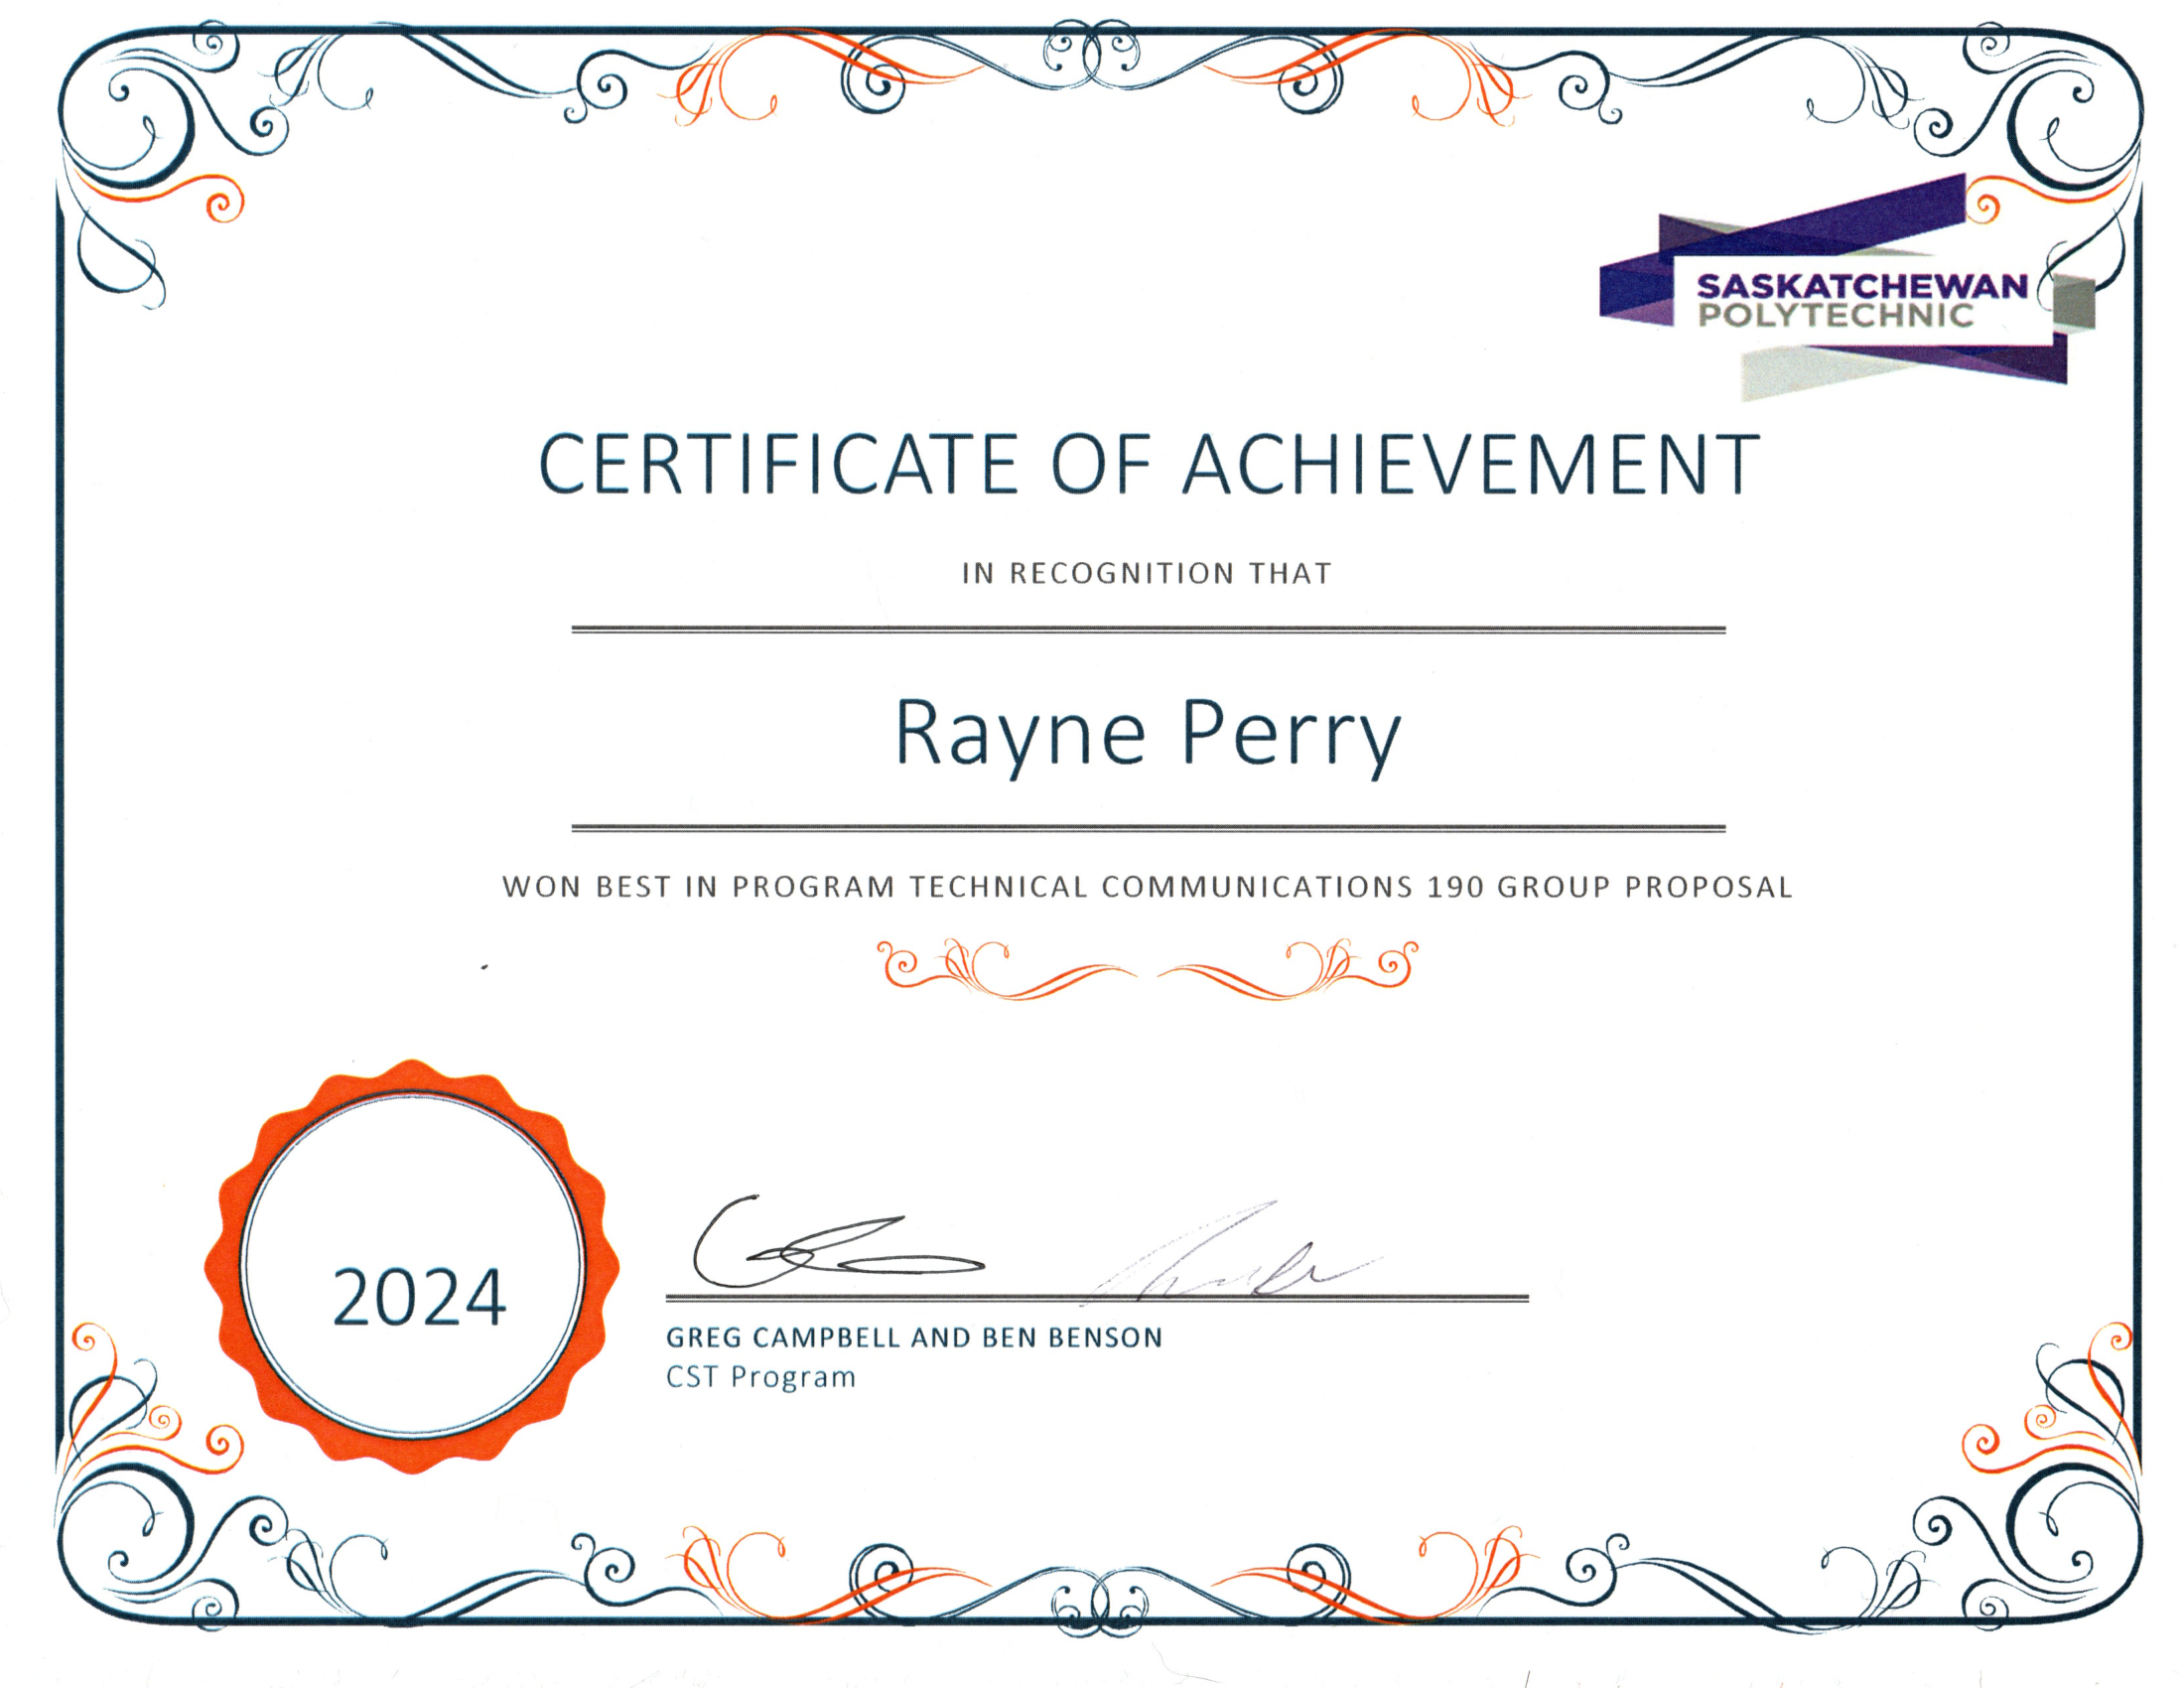 SASKATCHEWAN
POLYTECHNIC
CERTIFICATE OF ACHIEVEMENT
IN RECOGNITION THAT
Rayne Perry
WON BEST IN PROGRAM TECHNICAL COMMUNICATIONS 190 GROUP PROPOSAL
2024
GREG CAMPBELL AND BEN BENSON
CST Program